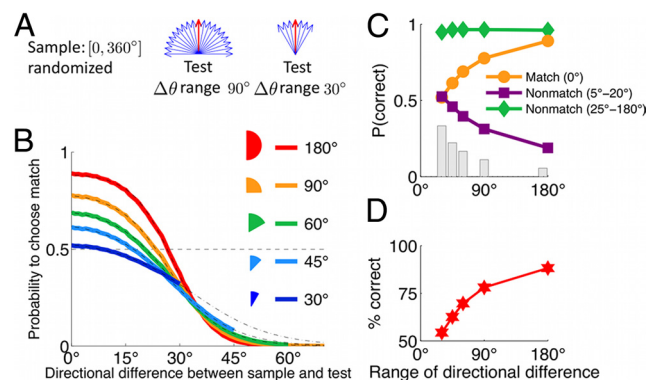 A
Sample: [0, 360°]
randomized
Test
Δθ range 90°
Test
Δθ range 30°
B
Probability to choose match
1
0.5
0
0° 15° 30° 45° 60°
Directional difference between sample and test
180°
90°
60°
45°
30°
C
P(correct)
1
0.5
0
0° 90° 180°
Match (0°)
Nonmatch (5°–20°)
Nonmatch (25°–180°)
D
% correct
100
75
50
0° 90° 180°
Range of directional difference